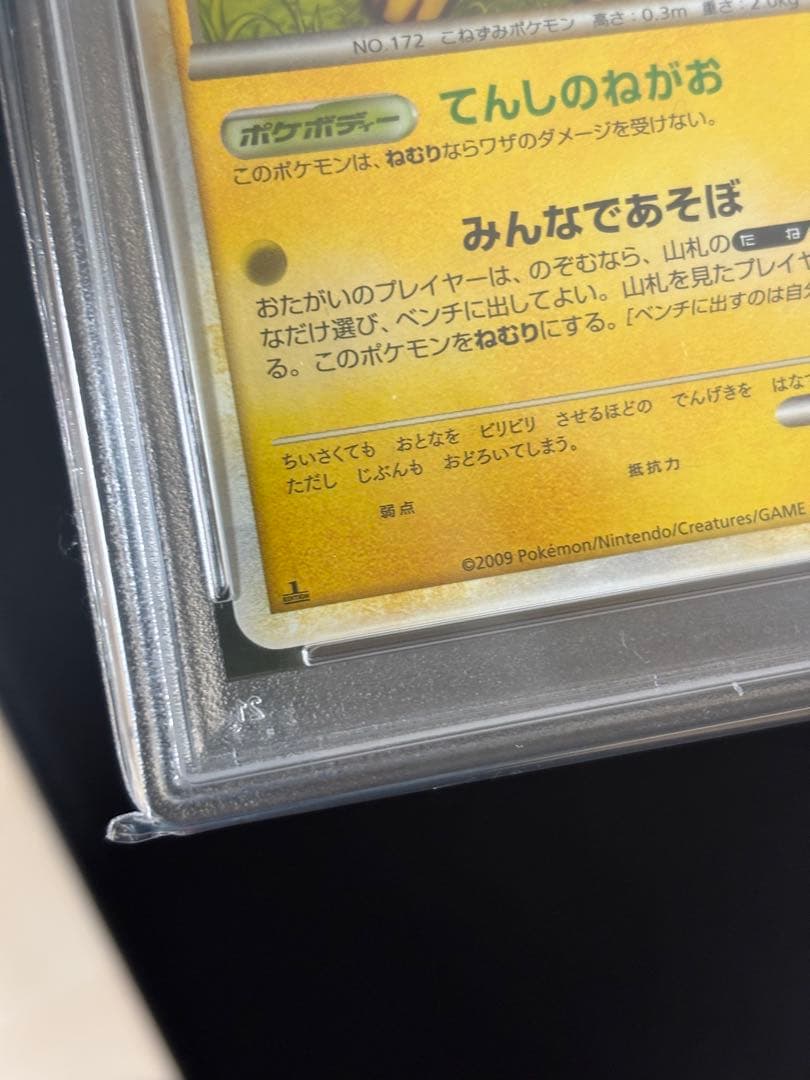 NO.172 こねずみポケモン 高さ:0.3m 重さ:2.0kg
ポケボディー てんしのねがお
このポケモンは、ねむりならワザのダメージを受けない。
みんなであそぼ
おたがいのプレイヤーは、のぞむなら、山札の たね
なだけ選び、ベンチに出してよい。山札を見たプレイヤ
る。このポケモンをねむりにする。[ベンチに出すのは自分
ちいさくても おとなを ビリビリ させるほどの でんげきを はな
ただし じぶんも おどろいてしまう。
弱点 抵抗力
©2009 Pokémon/Nintendo/Creatures/GAME
1 EDITION
21